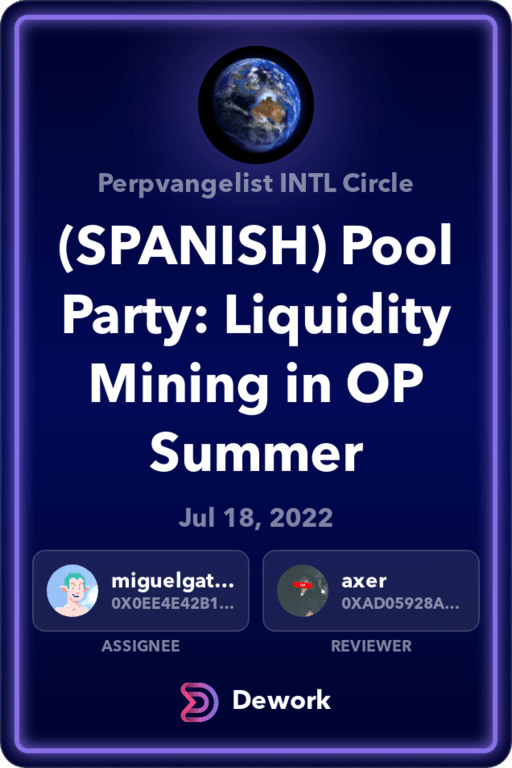 Perpvangelist INTL Circle
(SPANISH) Pool
Party: Liquidity
Mining in OP
Summer
Jul 18, 2022
miguelgat...
0X0EE4E42B1...
axer
0XAD05928A...
ASSIGNEE
REVIEWER
Dework